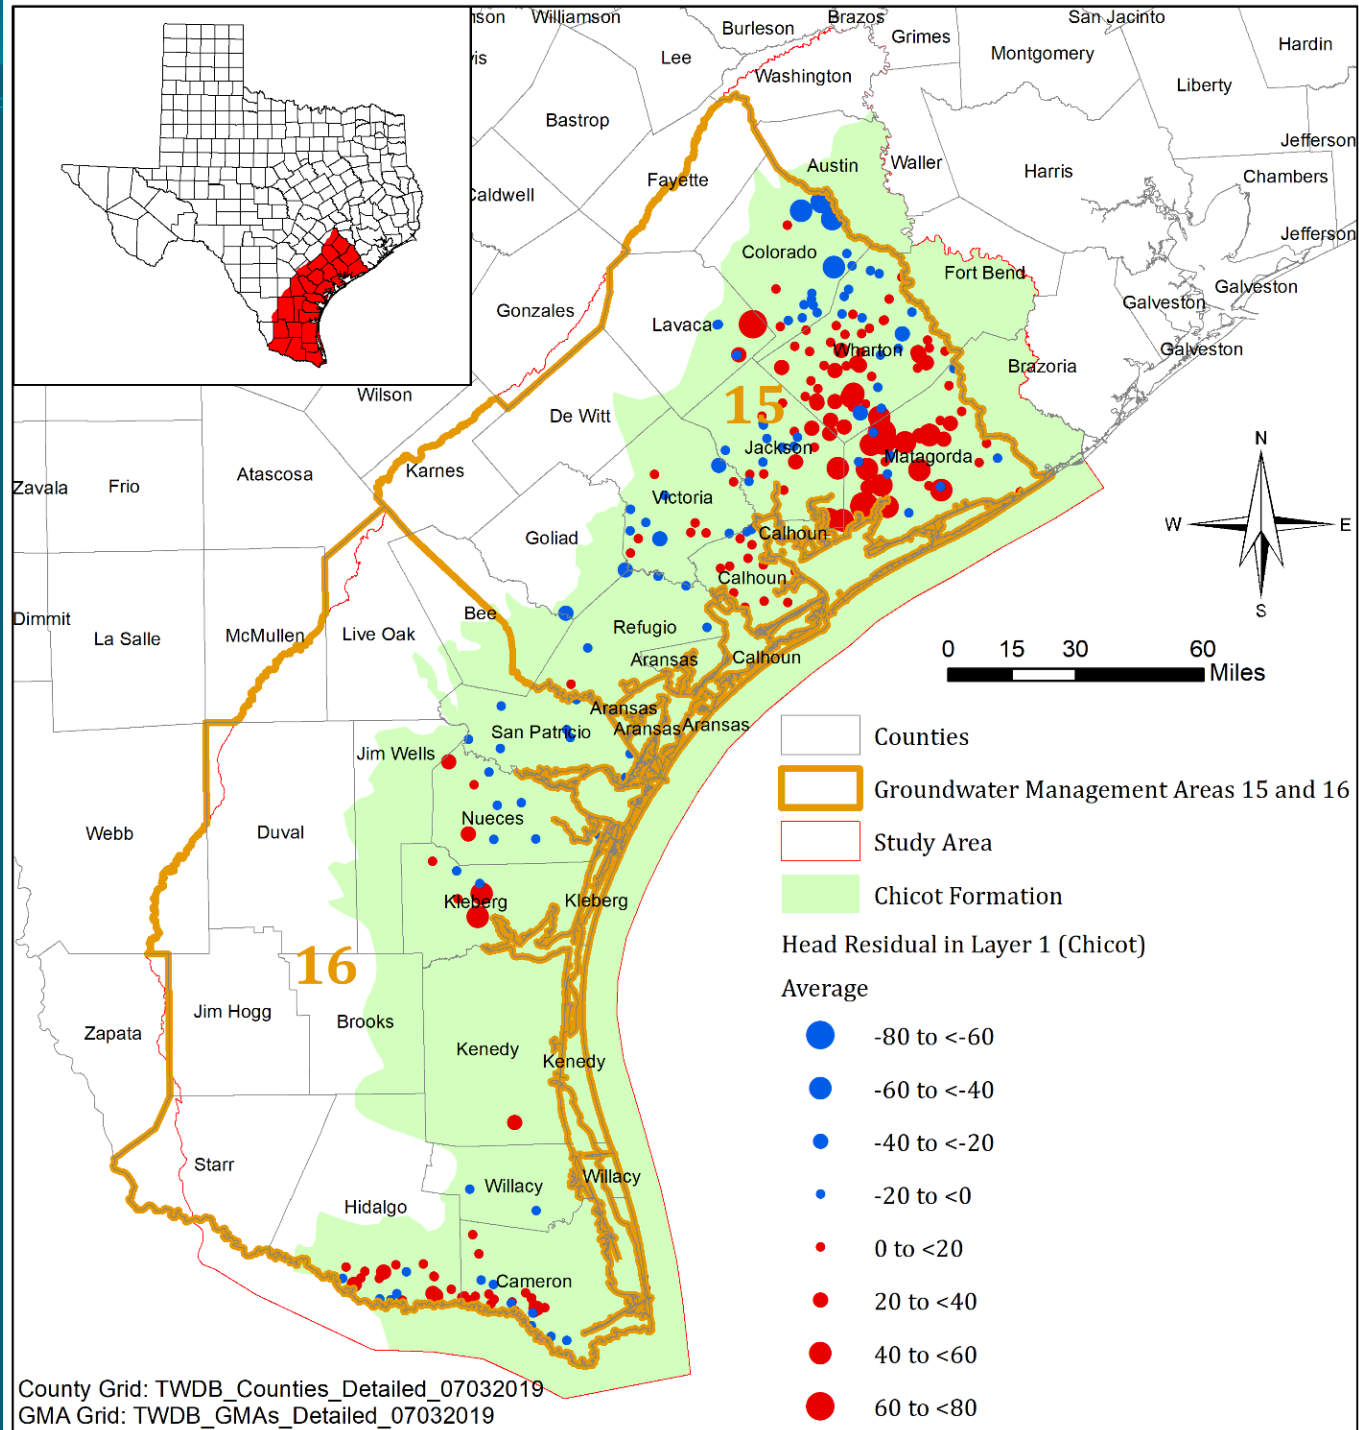 son
Williamson
Burleson
Brazos
San Jacinto
Grimes
Montgomery
Hardin
vis
Lee
Washington
Liberty
Bastrop
Jefferson
Austin
Waller
Harris
Chambers
Caldwell
Fayette
Jefferson
Colorado
Fort Bend
Galveston
Galveston
Gonzales
Lavaca
Wharton
Galveston
Brazoria
Wilson
15
De Witt
Jackson
Matagorda
N
Zavala
Frio
Atascosa
Karnes
Victoria
W
E
Goliad
Calhoun
Calhoun
S
Dimmit
La Salle
McMullen
Live Oak
Bee
Refugio
Aransas
Calhoun
0 15 30 60
Miles
Aransas
Aransas
Aransas
San Patricio
Counties
Jim Wells
Groundwater Management Areas 15 and 16
Webb
Duval
Nueces
Study Area
Kleberg
Kleberg
Chicot Formation
Head Residual in Layer 1 (Chicot)
16
Average
Jim Hogg
Brooks
Zapata
Kenedy
Kenedy
-80 to <-60
-60 to <-40
-40 to <-20
Starr
Willacy
Willacy
Hidalgo
-20 to <0
0 to <20
Cameron
20 to <40
40 to <60
County Grid: TWDB_Counties_Detailed_07032019
60 to <80
GMA Grid: TWDB_GMAs_Detailed_07032019